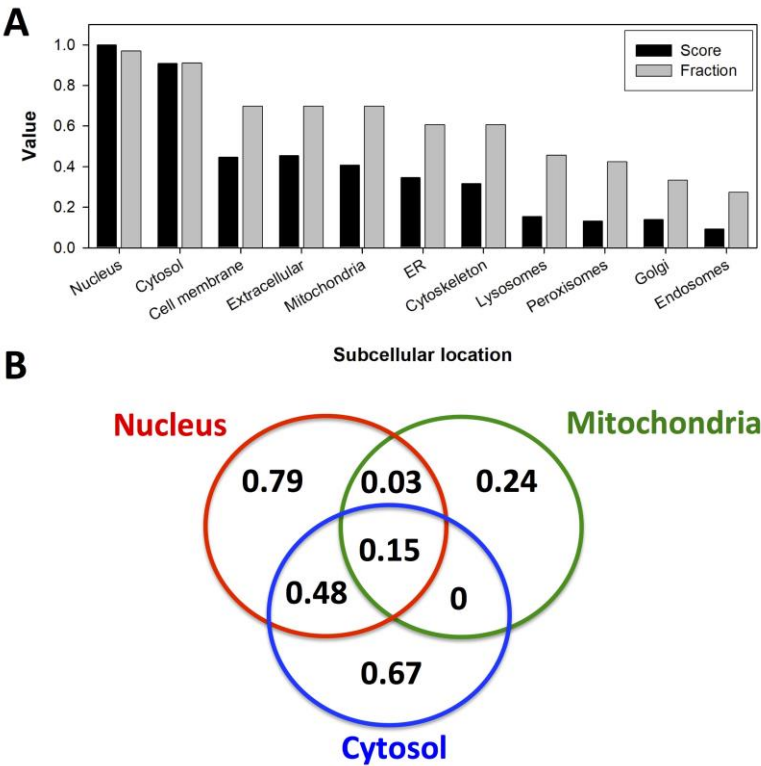 A
Value
1.0
0.8
0.6
0.4
0.2
0.0
Score
Fraction
Nucleus
Cytosol
Cell membrane
Extracellular
Mitochondria
ER
Cytoskeleton
Lysosomes
Peroxisomes
Golgi
Endosomes
Subcellular location
B
Nucleus
Mitochondria
0.79
0.03
0.24
0.15
0.48
0
0.67
Cytosol